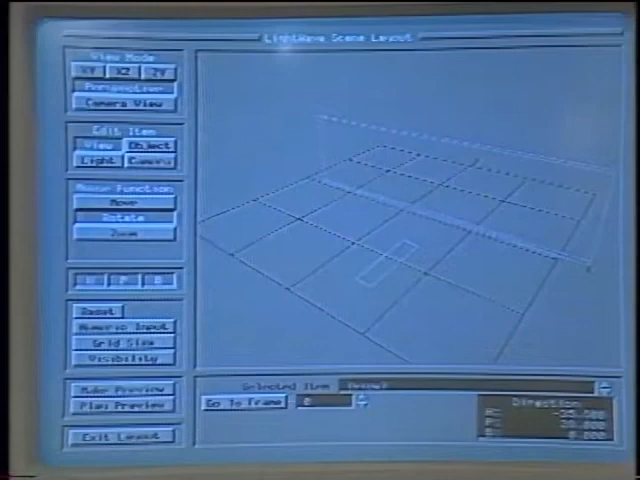 LightWave Scene Layout
View Mode
XY XZ ZY
Perspective
Camera View
Edit Item
View Object
Light Camera
Mouse Function
Move
Rotate
Zoom
H P B
Reset
Numeric Input
Grid Size
Visibility
Make Preview
Play Preview
Exit Layout
Selected Item
Go To Frame 0
Direction
H:
P:
B: 0.000